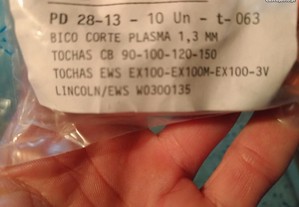 PD 28-13 - 10 Un - t-063
BICO CORTE PLASMA 1,3 MM
TOCHAS CB 90-100-120-150
TOCHAS EWS EX100-EX100M-EX100-3V
LINCOLN/EWS W0300135